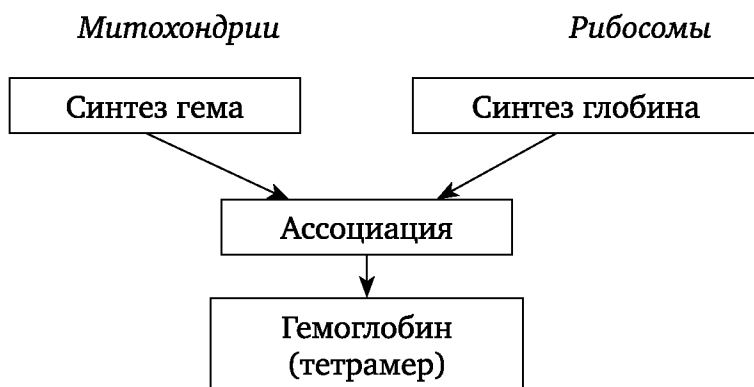 Митохондрии
Рибосомы
Синтез гема
Синтез глобина
Ассоциация
Гемоглобин
(тетрамер)